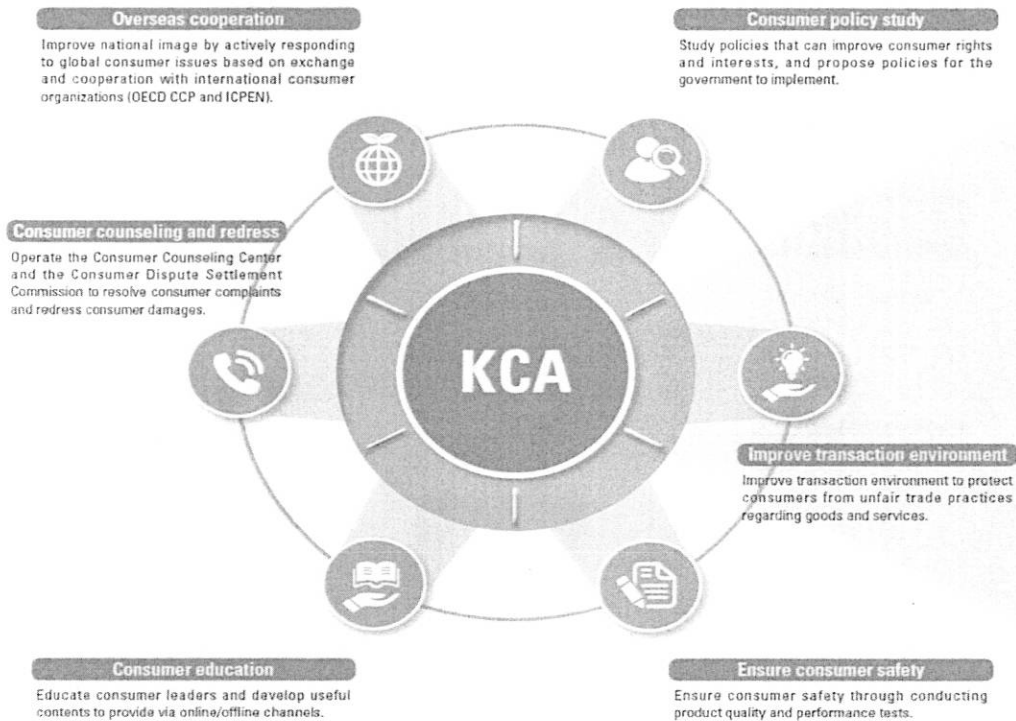 Overseas cooperation
Improve national image by actively responding
to global consumer issues based on exchange
and cooperation with international consumer
organizations (OECD CCP and ICPEN).
Consumer policy study
Study policies that can improve consumer rights
and interests, and propose policies for the
government to implement.
Consumer counseling and redress
Operate the Consumer Counseling Center
and the Consumer Dispute Settlement
Commission to resolve consumer complaints
and redress consumer damages.
KCA
Improve transaction environment
Improve transaction environment to protect
consumers from unfair trade practices
regarding goods and services.
Consumer education
Educate consumer leaders and develop useful
contents to provide via online/offline channels.
Ensure consumer safety
Ensure consumer safety through conducting
product quality and performance tests.